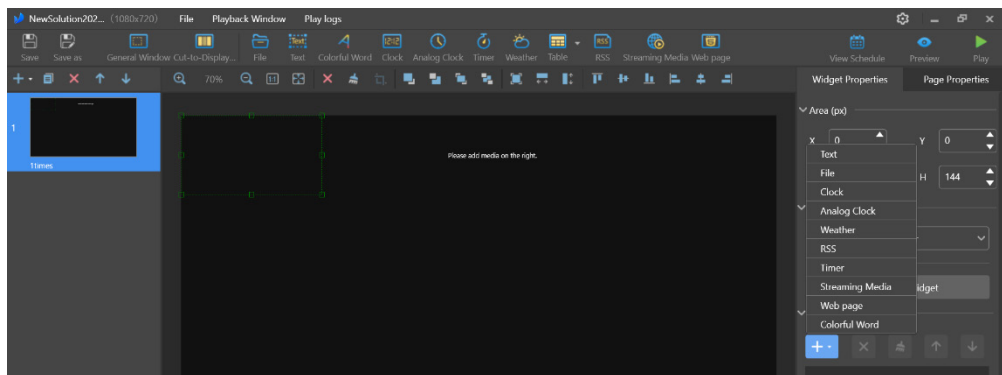 NewSolution202... (1080x720) File Playback Window Play logs
Save Save as General Window Cut-to-Display... File Text Colorful Word Clock Analog Clock Timer Weather Table RSS Streaming Media Web page View Schedule Preview Play
70% 1:1 Widget Properties Page Properties
1
1times
Please add media on the right.
Area (px)
X 0 Y 0
H 144
Text
File
Clock
Analog Clock
Weather
RSS
Timer
Streaming Media
idget
Web page
Colorful Word